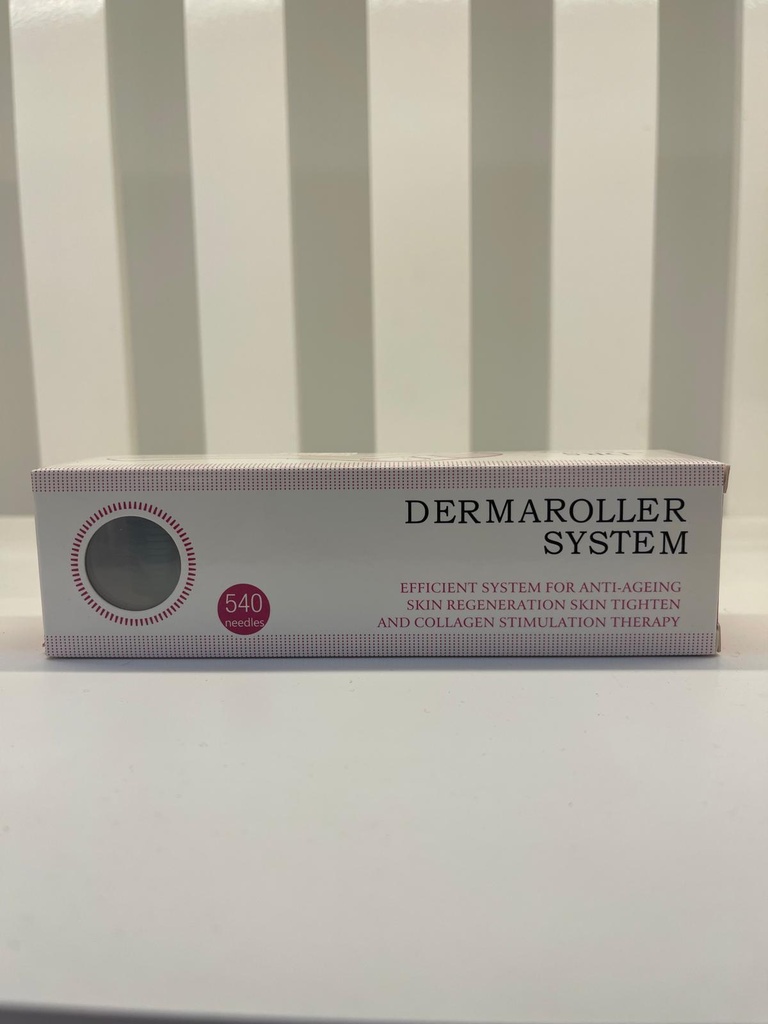 DERMAROLLER
SYSTEM
540
needles
EFFICIENT SYSTEM FOR ANTI-AGEING
SKIN REGENERATION SKIN TIGHTEN
AND COLLAGEN STIMULATION THERAPY